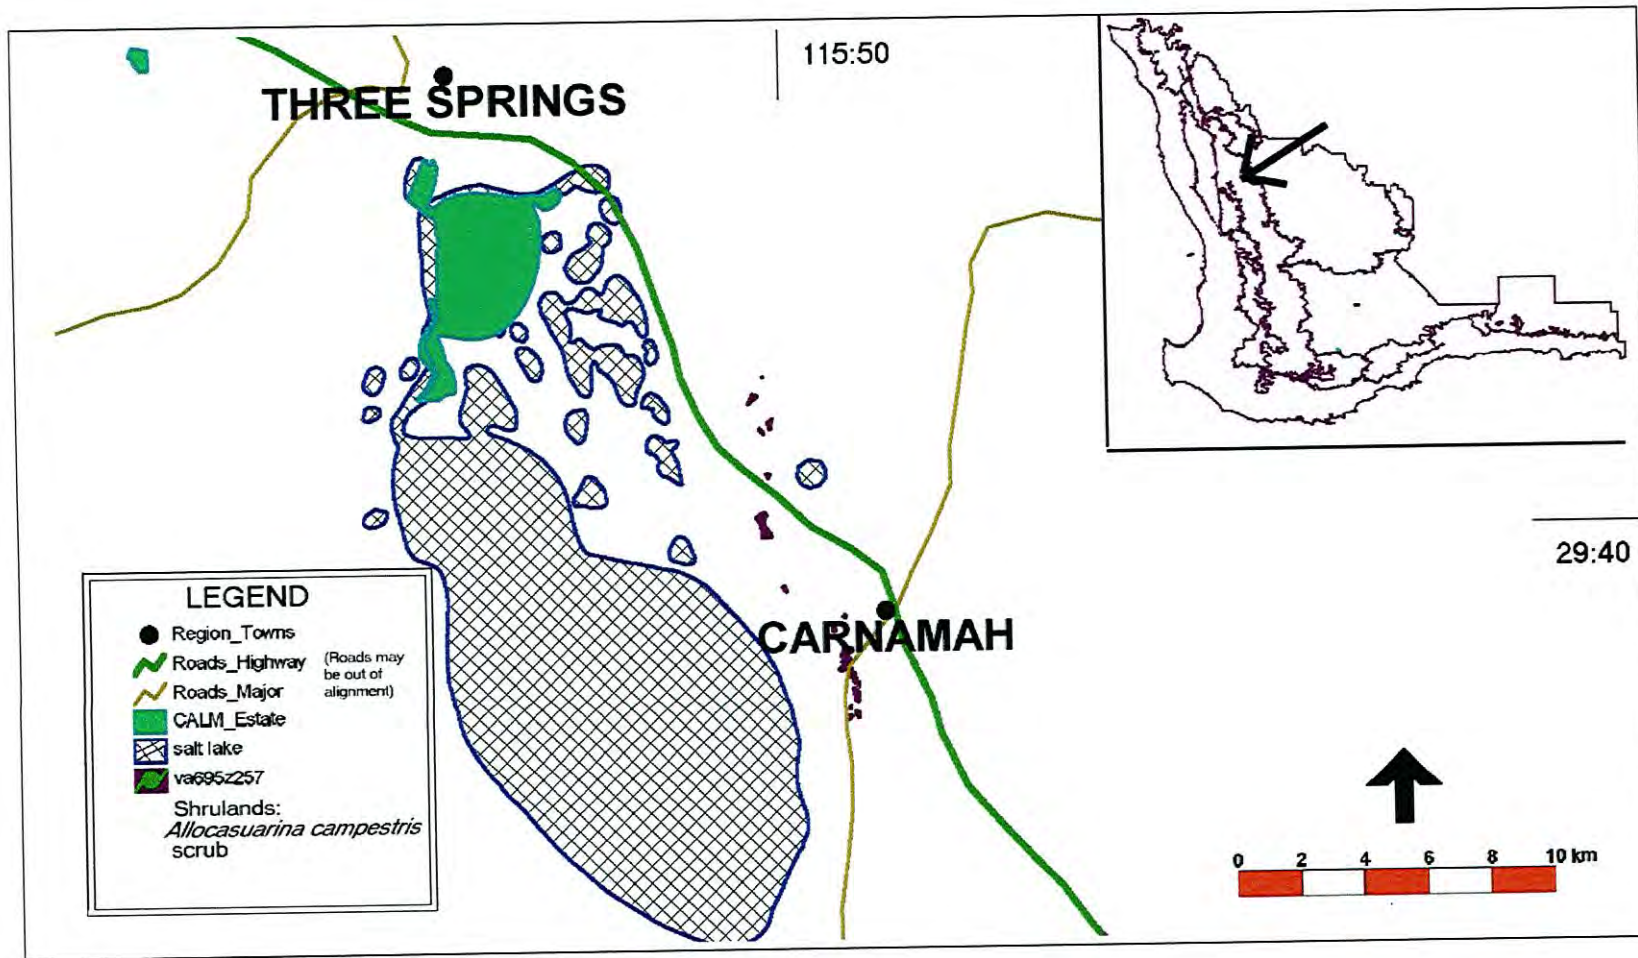 115:50
THREE SPRINGS
29:40
CARNAMAH
LEGEND
Region_Towns
Roads_Highway
(Roads may
be out of
alignment)
Roads_Major
CALM_Estate
salt lake
va695z257
Shrulands:
Allocasuarina campestris
scrub
0 2 4 6 8 10 km